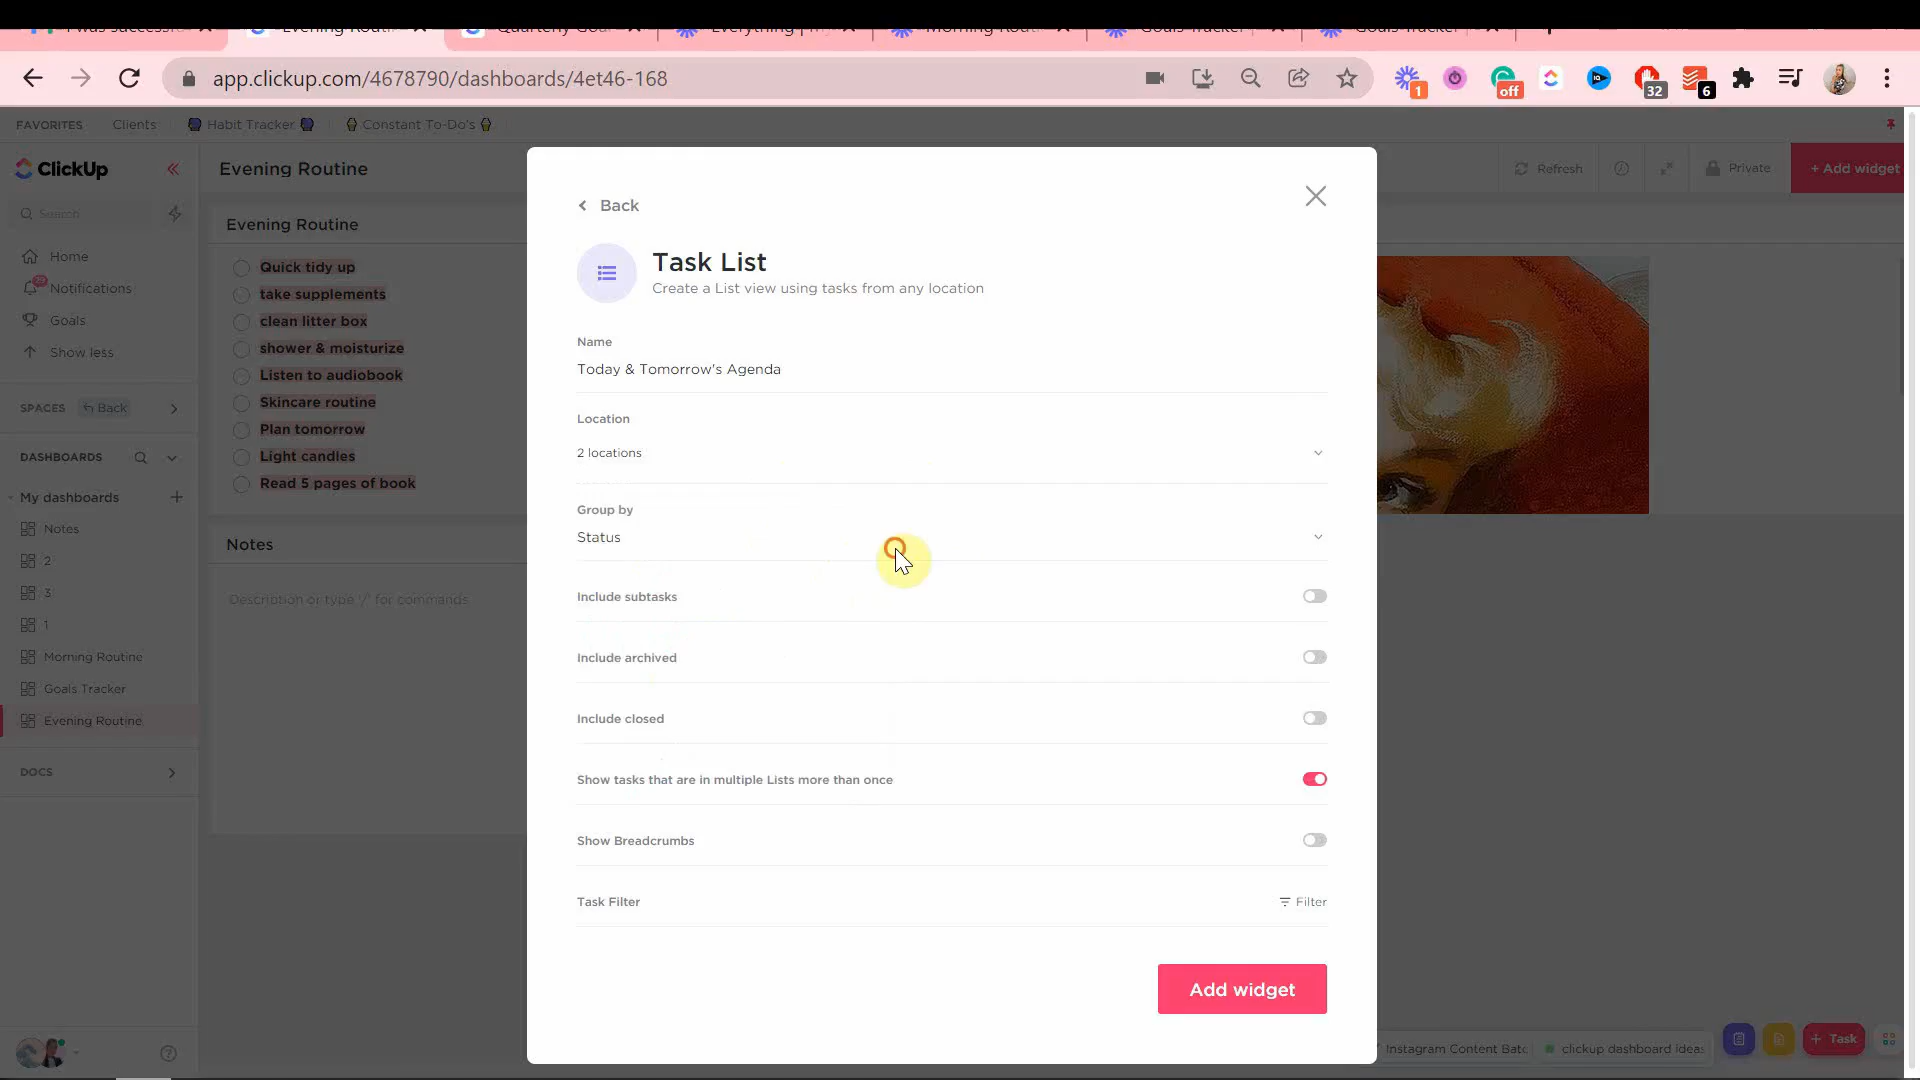 app.clickup.com/4678790/dashboards/4et46-168
1
off
32
6
FAVORITES
Clients
Habit Tracker
Constant To-Do's
ClickUp
Evening Routine
Refresh
Private
+ Add widget
Search
Home
Notifications
Goals
Show less
SPACES
Back
DASHBOARDS
My dashboards
Notes
2
3
1
Morning Routine
Goals Tracker
Evening Routine
DOCS
Evening Routine
Quick tidy up
take supplements
clean litter box
shower & moisturize
Listen to audiobook
Skincare routine
Plan tomorrow
Light candles
Read 5 pages of book
Notes
Description or type '/' for commands
Back
Task List
Create a List view using tasks from any location
Name
Today & Tomorrow's Agenda
Location
2 locations
Group by
Status
Include subtasks
Include archived
Include closed
Show tasks that are in multiple Lists more than once
Show Breadcrumbs
Task Filter
Filter
Add widget
Instagram Content Batc
clickup dashboard ideas
+ Task